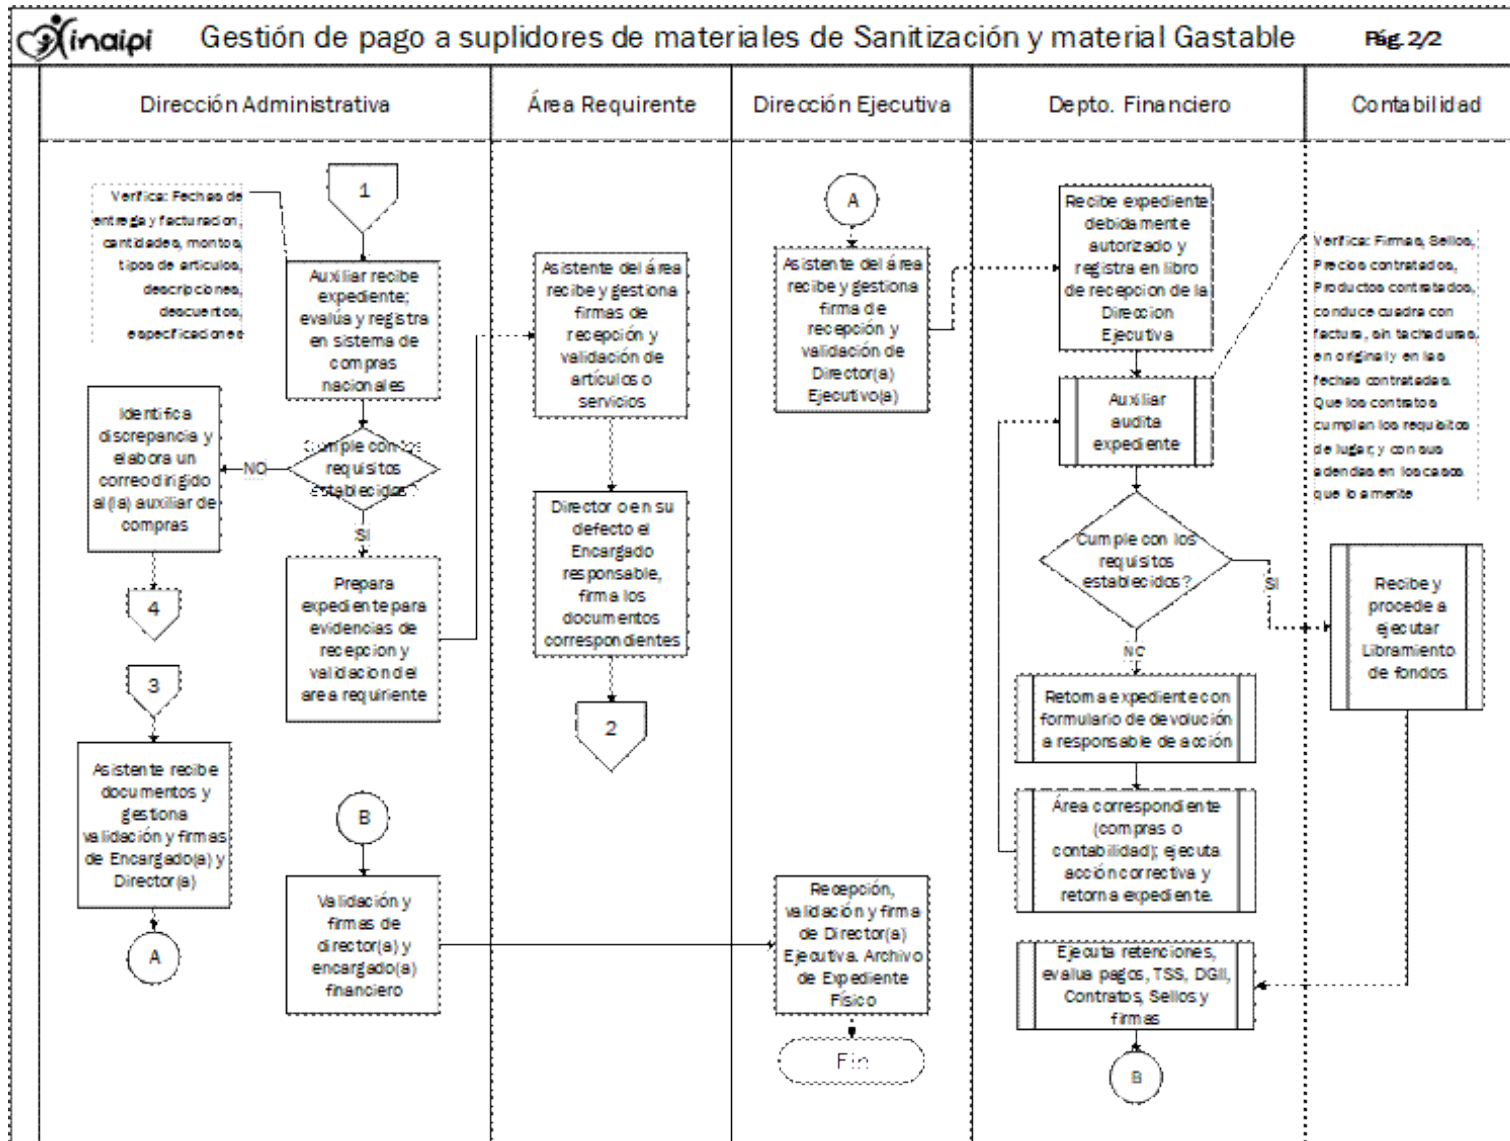 inaipi
Gestión de pago a suplidores de materiales de Sanitización y material Gastable
Pág. 2/2
Dirección Administrativa
Área Requirente
Dirección Ejecutiva
Depto. Financiero
Contabilidad
Verifica: Fechas de
entrega y facturacion,
cantidades, montos,
tipos de articulos,
descripciones,
descuertos,
especificaciones
1
Auxiliar recibe
expediente;
evalúa y registra
en sistema de
compras
nacionales
Identifica
discrepancia y
elabora un
correo dirigido
al(la) auxiliar de
compras
NO
Cumple con los
requisitos
establecidos?
SI
4
Prepara
expediente para
evidencias de
recepcion y
validacion del
area requiriente
3
Asistente recibe
documentos y
gestiona
validación y firmas
de Encargado(a) y
Director(a)
A
B
Validación y
firmas de
director(a) y
encargado(a)
financiero
Asistente del área
recibe y gestiona
firmas de
recepción y
validación de
artículos o
servicios
Director o en su
defecto el
Encargado
responsable,
firma los
documentos
correspondientes
2
A
Asistente del área
recibe y gestiona
firma de
recepción y
validación de
Director(a)
Ejecutivo(a)
Recepción,
validación y firma
de Director(a)
Ejecutiva. Archivo
de Expediente
Físico
Fin
Recibe expediente
debidamente
autorizado y
registra en libro
de recepcion de la
Direccion
Ejecutiva
Auxiliar
audita
expediente
Cumple con los
requisitos
establecidos?
SI
NO
Retorna expediente con
formulario de devolución
a responsable de acción
Área correspondiente
(compras o
contabilidad); ejecuta
acción correctiva y
retorna expediente.
Ejecuta retenciones,
evalua pagos, TSS, DGII,
Contratos, Sellos y
firmas
B
Verifica: Firmas, Sellos,
Precios contratados,
Productos contratados,
conduce cuadra con
factura, sin tachaduras,
en original y en las
fechas contratadas.
Que los contratos
cumplan los requisitos
de lugar; y con sus
adendas en los casos
que lo amerite
Recibe y
procede a
ejecutar
Libramiento
de fondos